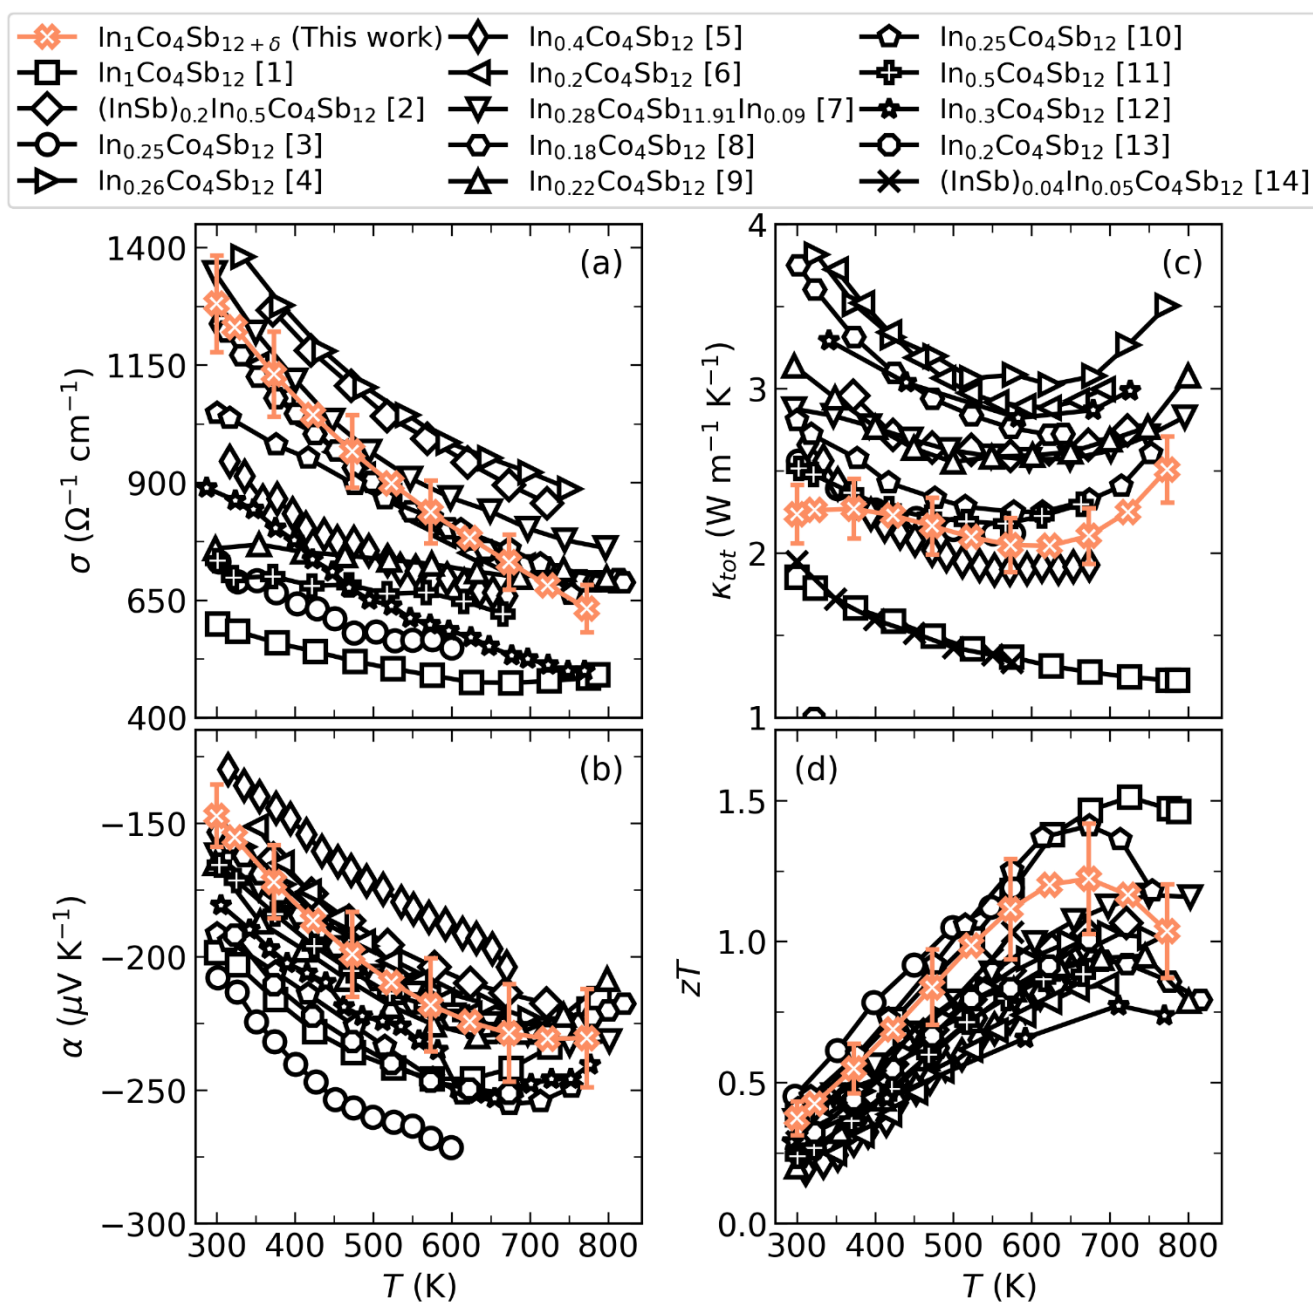 In₁Co₄Sb₁₂₊δ (This work)
In₁Co₄Sb₁₂ [1]
(InSb)₀.₂In₀.₅Co₄Sb₁₂ [2]
In₀.₂₅Co₄Sb₁₂ [3]
In₀.₂₆Co₄Sb₁₂ [4]
In₀.₄Co₄Sb₁₂ [5]
In₀.₂Co₄Sb₁₂ [6]
In₀.₂₈Co₄Sb₁₁.₉₁In₀.₀₉ [7]
In₀.₁₈Co₄Sb₁₂ [8]
In₀.₂₂Co₄Sb₁₂ [9]
In₀.₂₅Co₄Sb₁₂ [10]
In₀.₅Co₄Sb₁₂ [11]
In₀.₃Co₄Sb₁₂ [12]
In₀.₂Co₄Sb₁₂ [13]
(InSb)₀.₀₄In₀.₀₅Co₄Sb₁₂ [14]
(a)
1400
1150
900
650
400
σ (Ω⁻¹ cm⁻¹)
(c)
4
3
2
1
κtot (W m⁻¹ K⁻¹)
(b)
−150
−200
−250
−300
α (μV K⁻¹)
300 400 500 600 700 800
T (K)
(d)
1.5
1.0
0.5
0.0
zT
300 400 500 600 700 800
T (K)